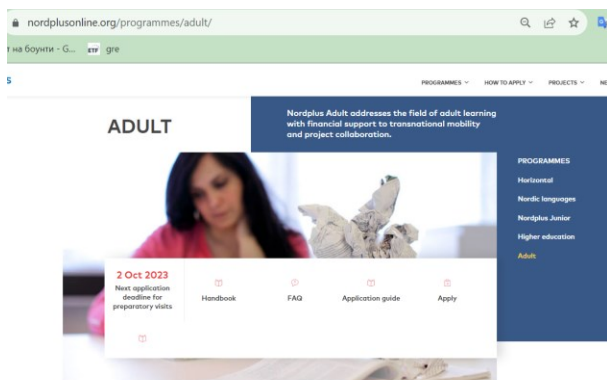 nordplusonline.org/programmes/adult/
на боунти - G... ETF gre
PROGRAMMES HOW TO APPLY PROJECTS
ADULT
Nordplus Adult addresses the field of adult learning
with financial support to transnational mobility
and project collaboration.
PROGRAMMES
Horizontal
Nordic languages
Nordplus Junior
Higher education
Adult
2 Oct 2023
Next application
deadline for
preparatory visits
Handbook
FAQ
Application guide
Apply